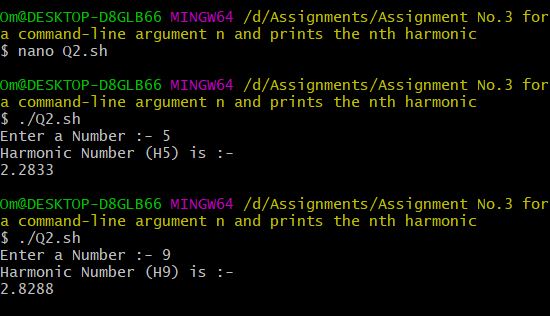 Om@DESKTOP-D8GLB66 MINGW64 /d/Assignments/Assignment No.3 for
a command-line argument n and prints the nth harmonic
$ nano Q2.sh
Om@DESKTOP-D8GLB66 MINGW64 /d/Assignments/Assignment No.3 for
a command-line argument n and prints the nth harmonic
$ ./Q2.sh
Enter a Number :- 5
Harmonic Number (H5) is :-
2.2833
Om@DESKTOP-D8GLB66 MINGW64 /d/Assignments/Assignment No.3 for
a command-line argument n and prints the nth harmonic
$ ./Q2.sh
Enter a Number :- 9
Harmonic Number (H9) is :-
2.8288